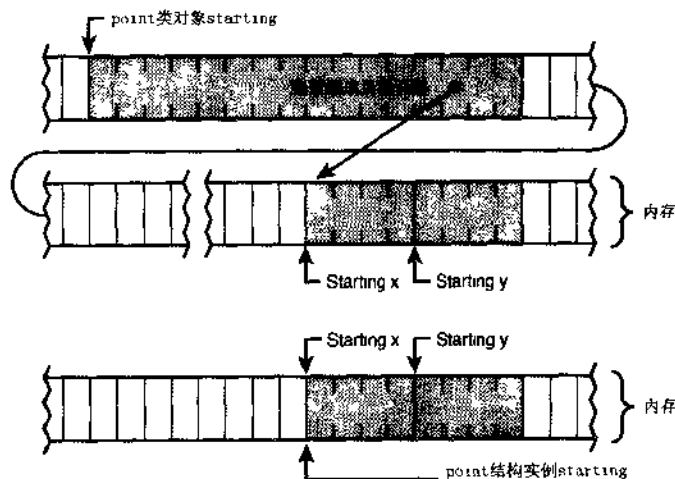 point类对象starting
内存
Starting x
Starting y
Starting x
Starting y
内存
point结构实例starting